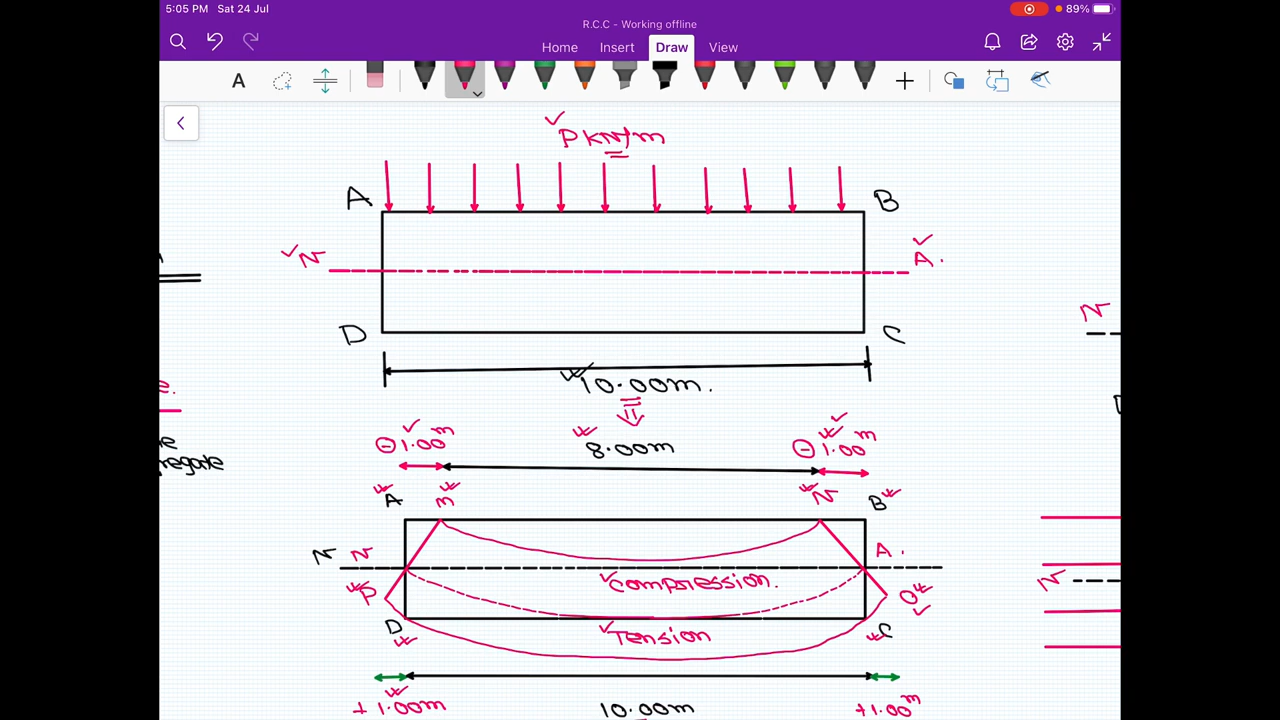 5:05 PM Sat 24 Jul
89%
R.C.C - Working offline
Home Insert Draw View
A
P kN/m
A B
N A.
D C
10.00m.
⊖1.00m 8.00m ⊖1.00m
A m N B
N N A.
compression.
P O
D Tension C
+1.00m 10.00m +1.00m
N
N